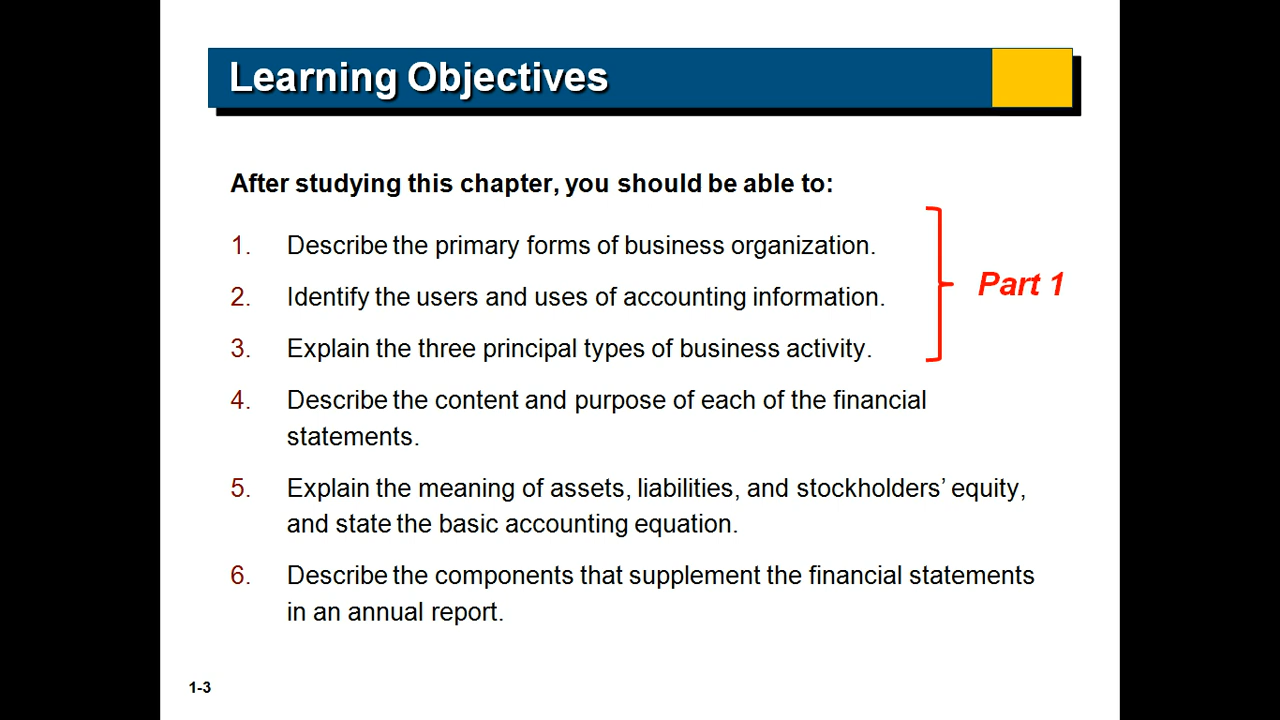 Learning Objectives
After studying this chapter, you should be able to:
1. Describe the primary forms of business organization.
2. Identify the users and uses of accounting information.
3. Explain the three principal types of business activity.
Part 1
4. Describe the content and purpose of each of the financial
statements.
5. Explain the meaning of assets, liabilities, and stockholders’ equity,
and state the basic accounting equation.
6. Describe the components that supplement the financial statements
in an annual report.
1-3